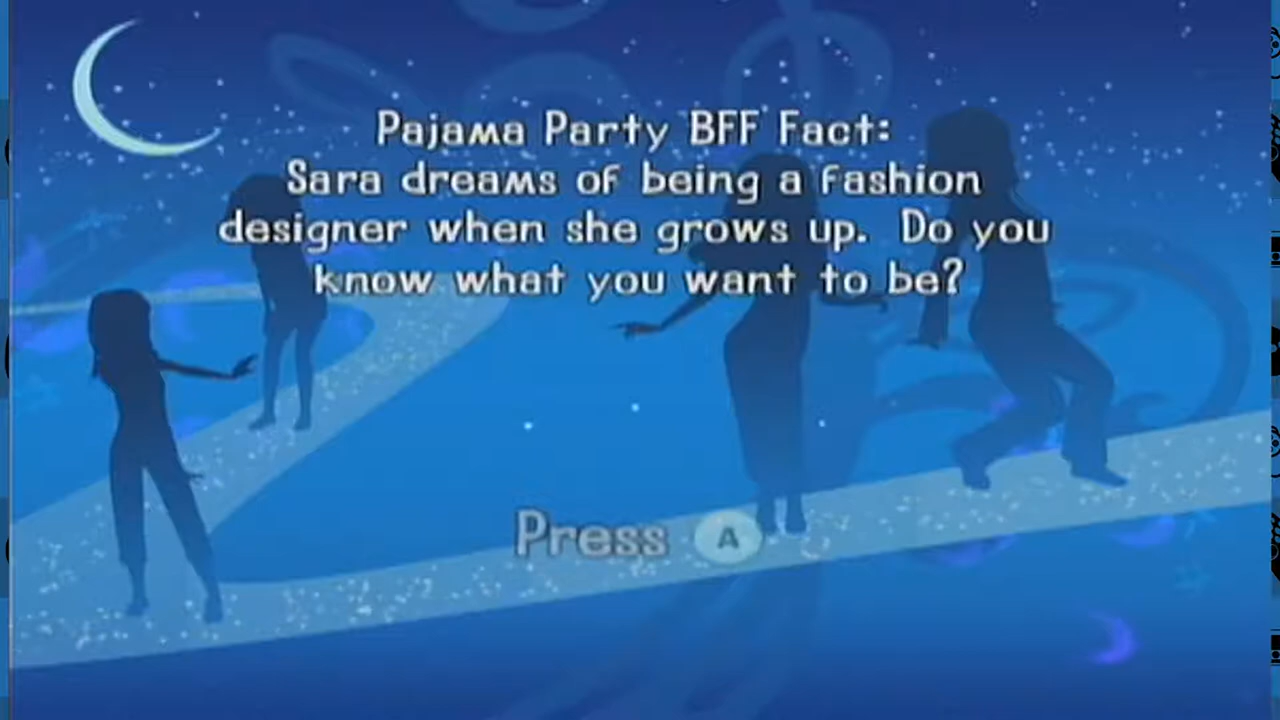 Pajama Party BFF Fact:
Sara dreams of being a fashion
designer when she grows up. Do you
know what you want to be?
Press A